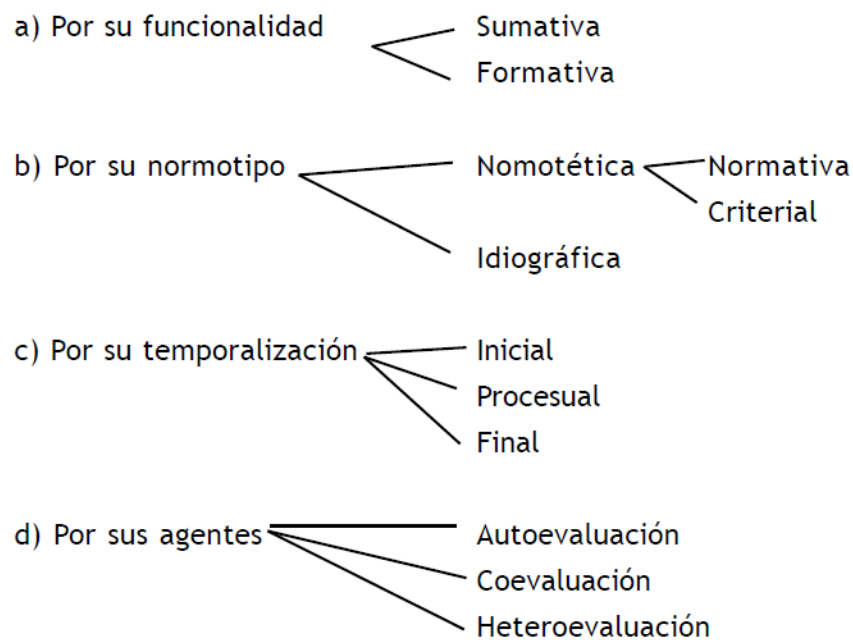 a) Por su funcionalidad Sumativa
Formativa
b) Por su normotipo Nomotética Normativa
Criterial
Idiográfica
c) Por su temporalización Inicial
Procesual
Final
d) Por sus agentes Autoevaluación
Coevaluación
Heteroevaluación